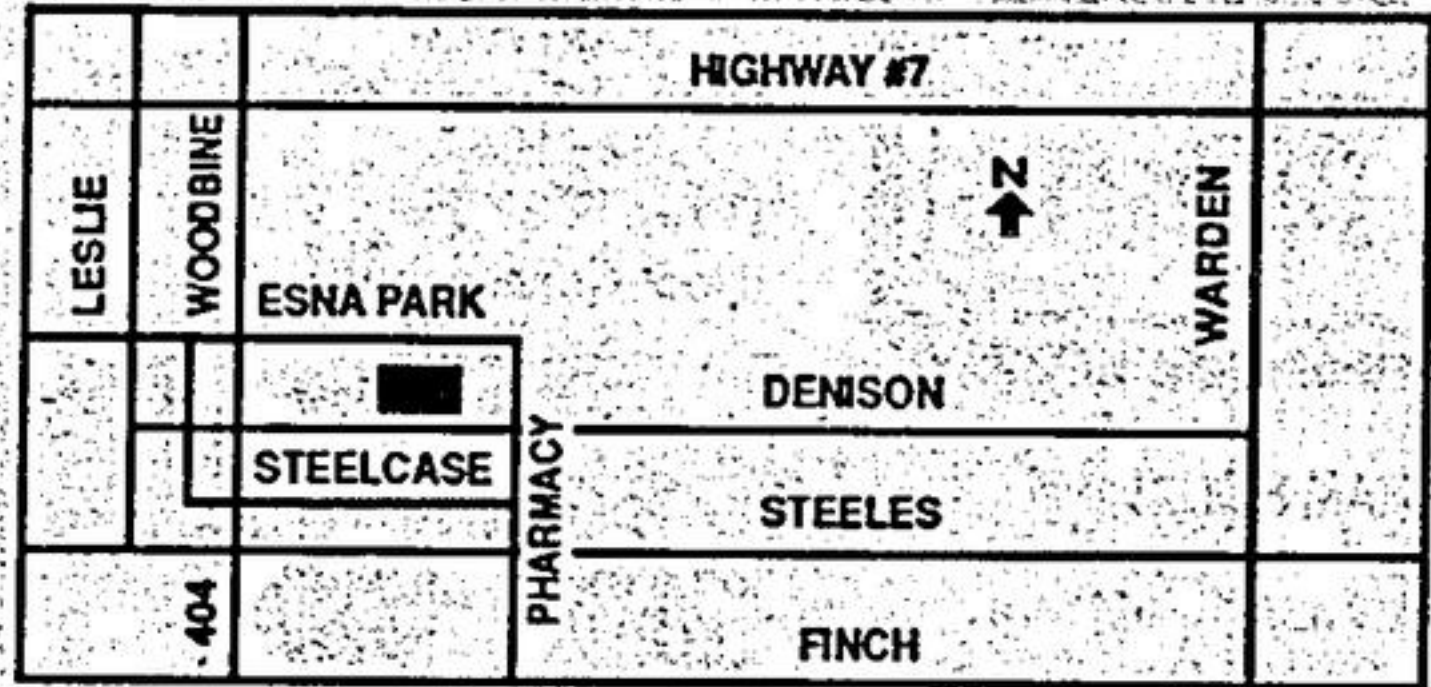 HIGHWAY #7
LESLIE
WOODBINE
N
WARDEN
ESNA PARK
DENISON
STEELCASE
PHARMACY
STEELES
404
FINCH